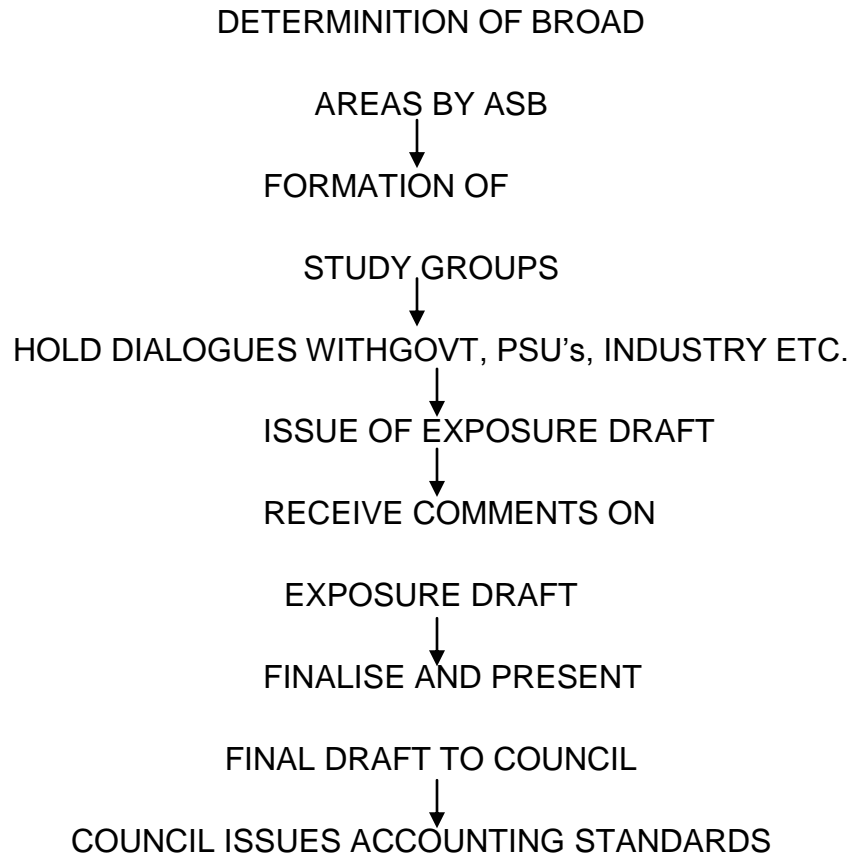 DETERMINITION OF BROAD
AREAS BY ASB
FORMATION OF
STUDY GROUPS
HOLD DIALOGUES WITHGOVT, PSU's, INDUSTRY ETC.
ISSUE OF EXPOSURE DRAFT
RECEIVE COMMENTS ON
EXPOSURE DRAFT
FINALISE AND PRESENT
FINAL DRAFT TO COUNCIL
COUNCIL ISSUES ACCOUNTING STANDARDS